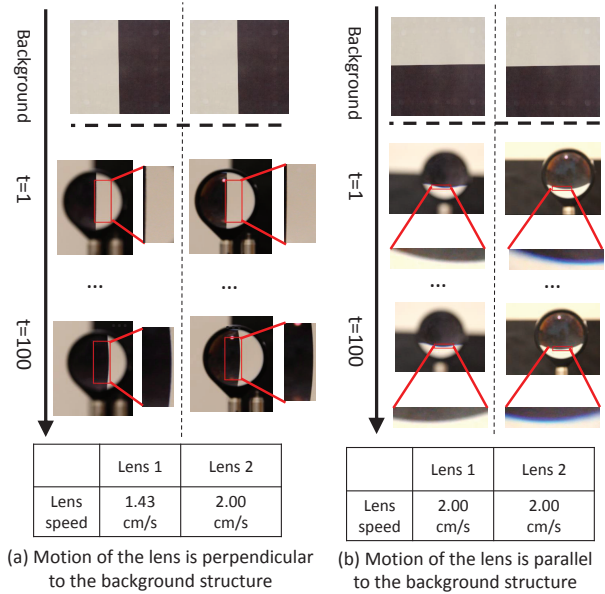 Background
t=1
...
...
t=100
Lens 1 Lens 2
Lens speed 1.43 cm/s 2.00 cm/s
(a) Motion of the lens is perpendicular
to the background structure
Background
t=1
...
...
t=100
Lens 1 Lens 2
Lens speed 2.00 cm/s 2.00 cm/s
(b) Motion of the lens is parallel
to the background structure